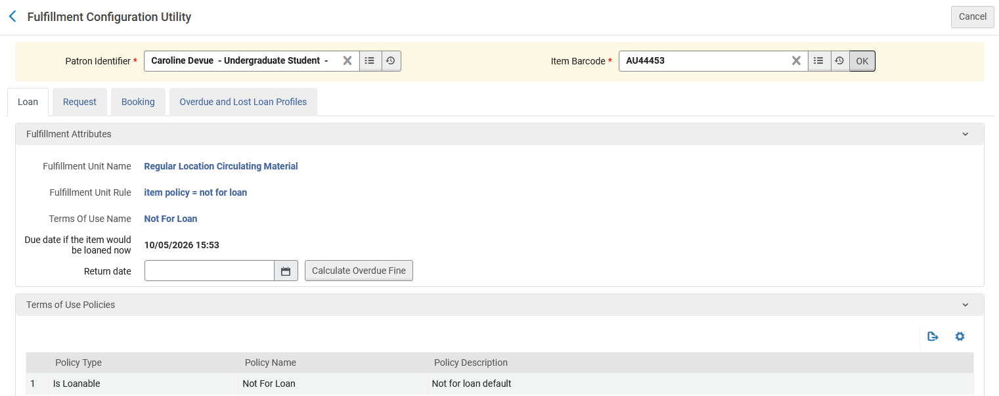 Fulfillment Configuration Utility
Cancel
Patron Identifier * Caroline Devue - Undergraduate Student -
Item Barcode * AU44453 OK
Loan Request Booking Overdue and Lost Loan Profiles
Fulfillment Attributes
Fulfillment Unit Name Regular Location Circulating Material
Fulfillment Unit Rule item policy = not for loan
Terms Of Use Name Not For Loan
Due date if the item would
be loaned now 10/05/2026 15:53
Return date Calculate Overdue Fine
Terms of Use Policies
Policy Type Policy Name Policy Description
1 Is Loanable Not For Loan Not for loan default